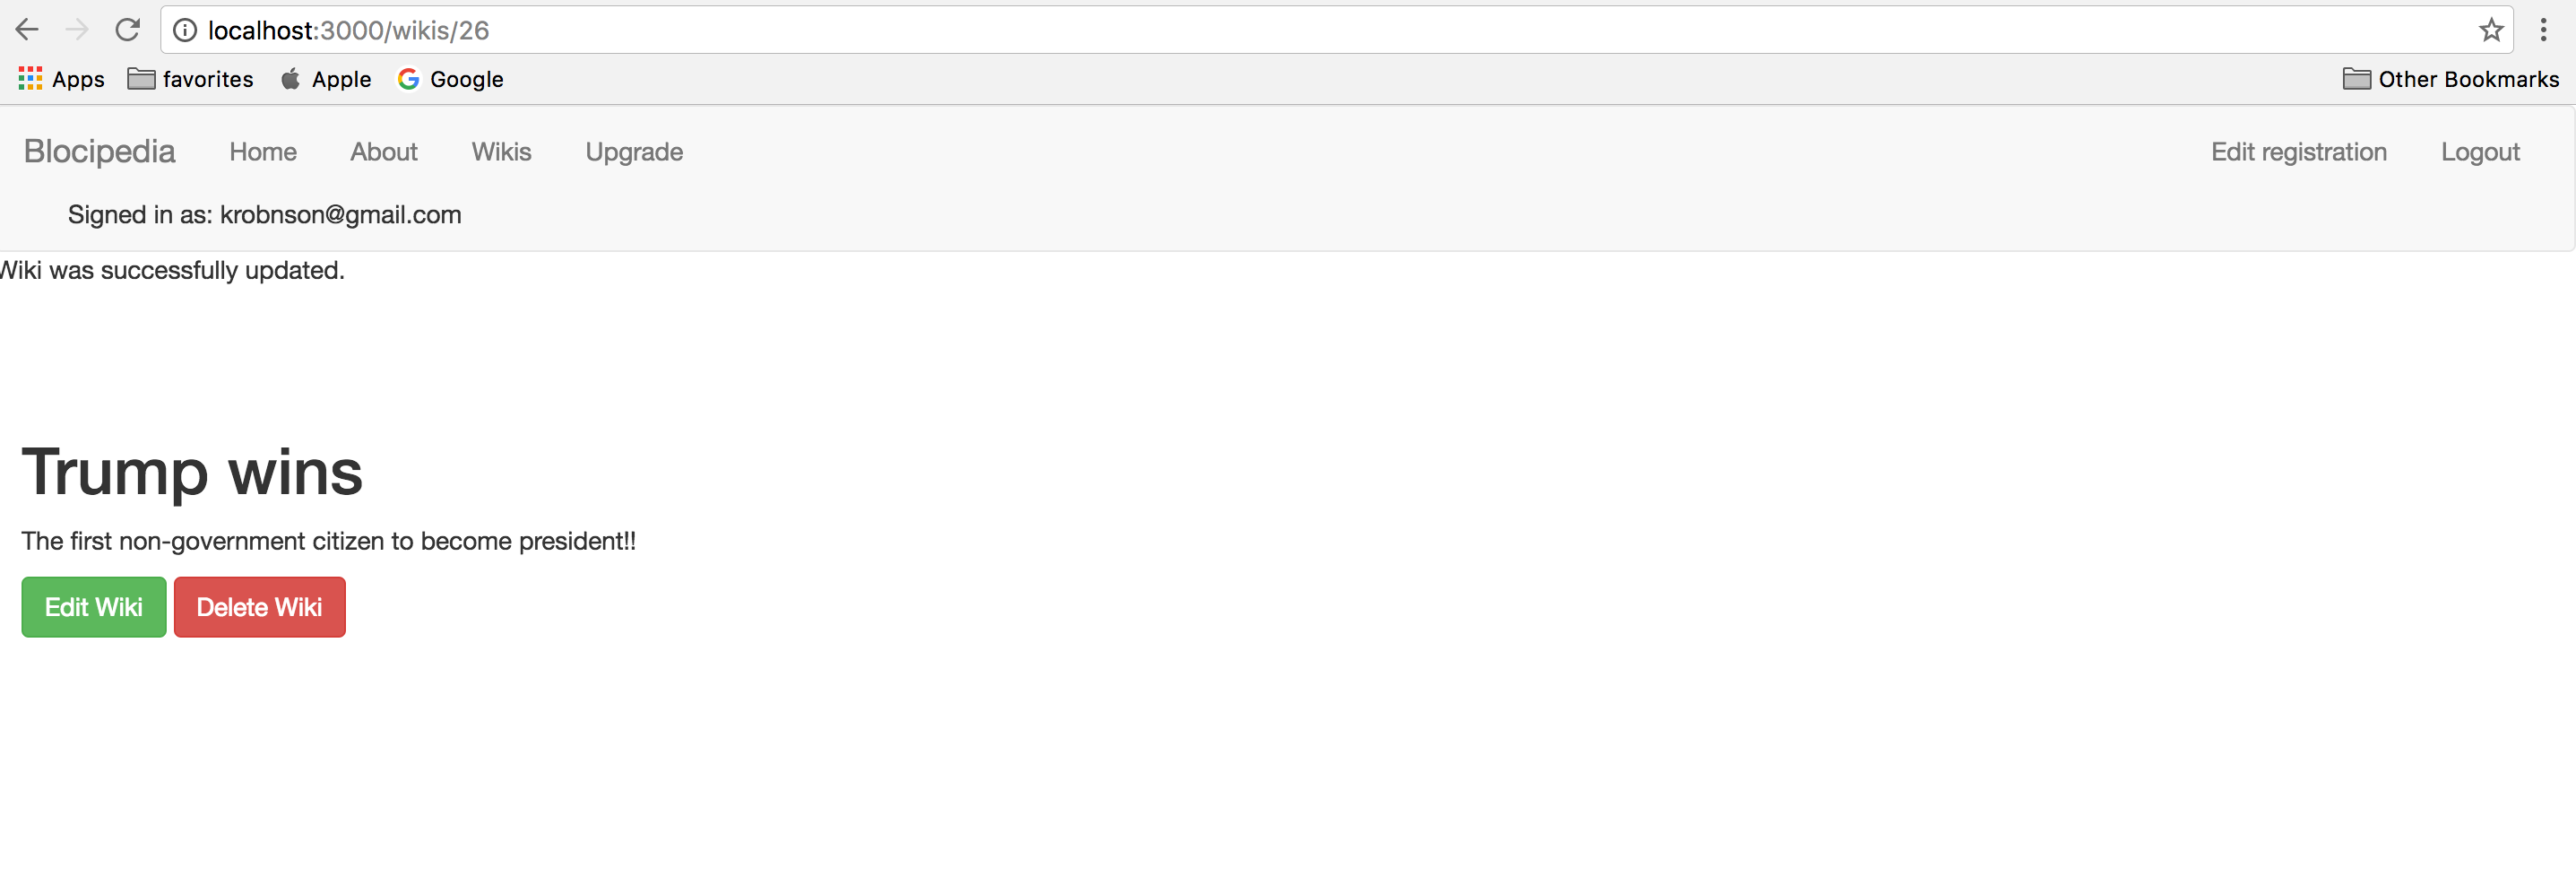 localhost:3000/wikis/26
Apps favorites Apple Google Other Bookmarks
Blocipedia Home About Wikis Upgrade Edit registration Logout
Signed in as: krobnson@gmail.com
Wiki was successfully updated.
Trump wins
The first non-government citizen to become president!!
Edit Wiki Delete Wiki